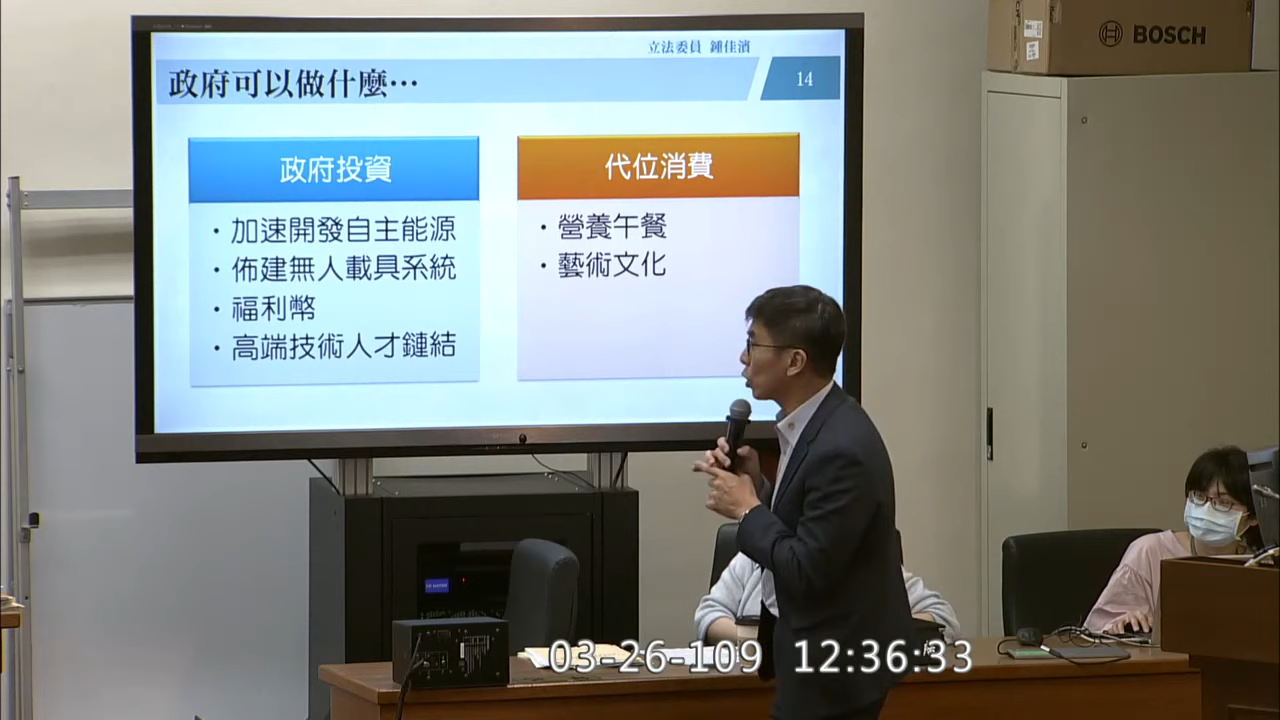 立法委員 鍾佳濱
政府可以做什麼…
14
政府投資
・加速開發自主能源
・佈建無人載具系統
・福利幣
・高端技術人才鏈結
代位消費
・營養午餐
・藝術文化
BOSCH
03-26-109 12:36:33